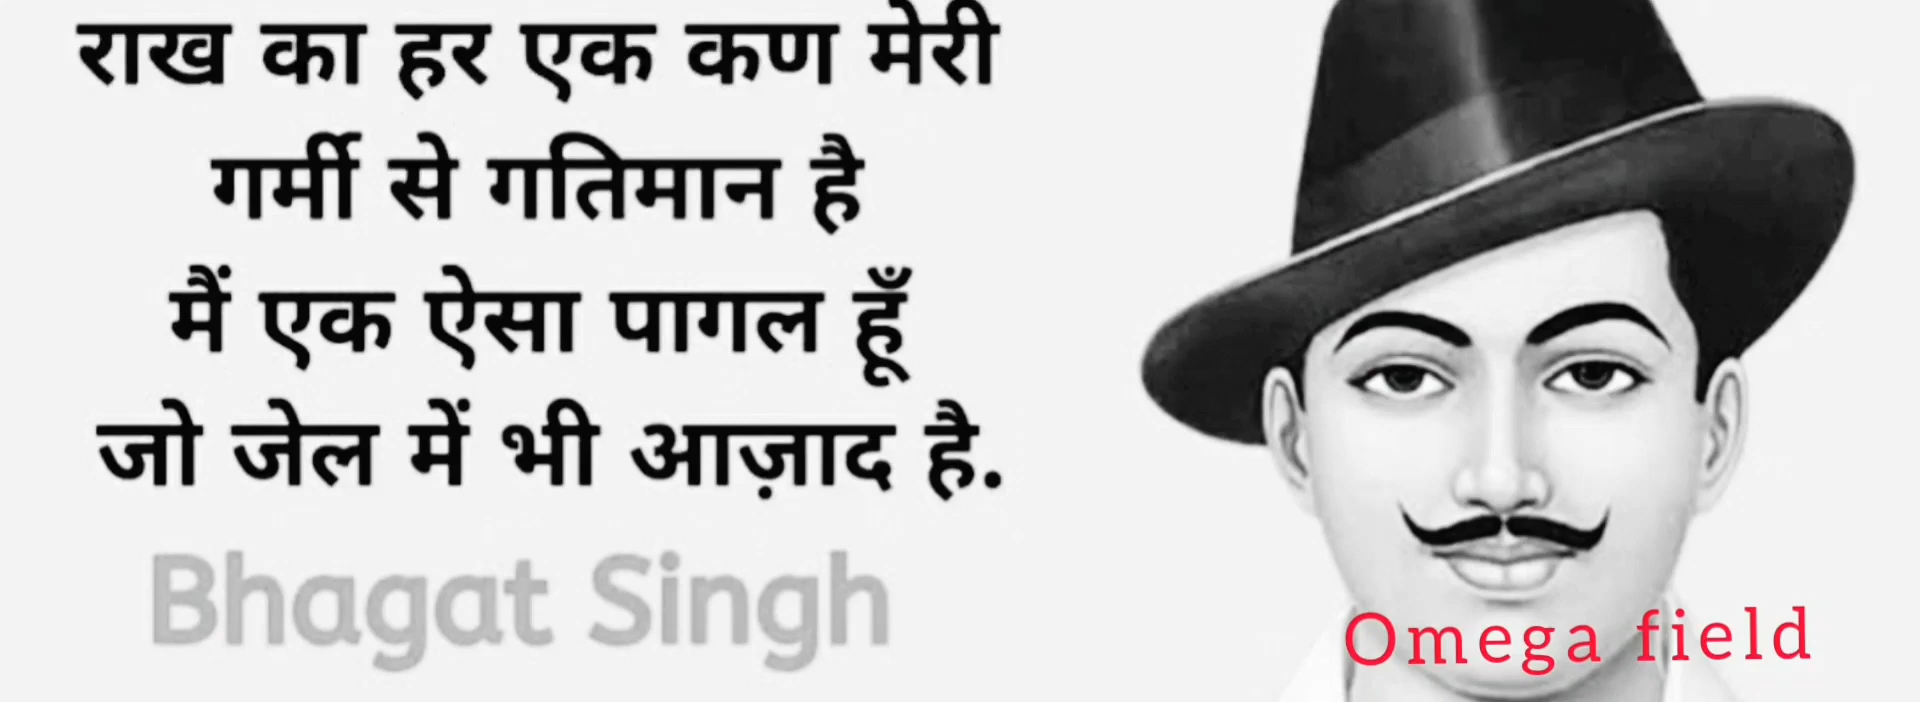 राख का हर एक कण मेरी
गर्मी से गतिमान है
मैं एक ऐसा पागल हूँ
जो जेल में भी आज़ाद है.
Bhagat Singh
Omega field